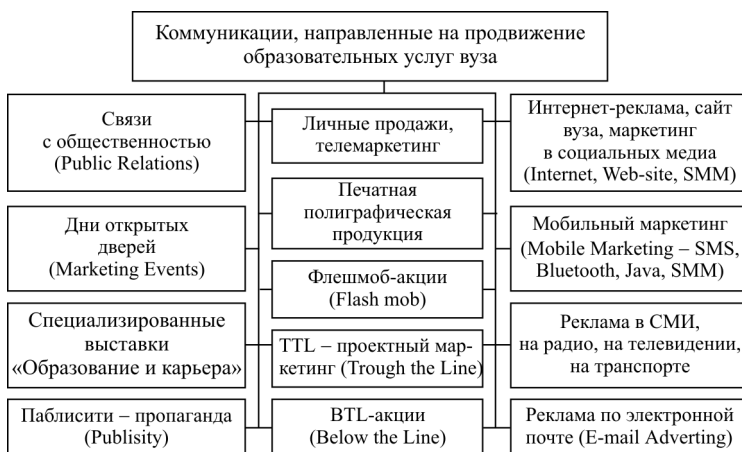 Коммуникации, направленные на продвижение
образовательных услуг вуза
Связи
с общественностью
(Public Relations)
Дни открытых
дверей
(Marketing Events)
Специализированные
выставки
«Образование и карьера»
Паблисити – пропаганда
(Publisity)
Личные продажи,
телемаркетинг
Печатная
полиграфическая
продукция
Флешмоб-акции
(Flash mob)
TTL – проектный мар-
кетинг (Trough the Line)
BTL-акции
(Below the Line)
Интернет-реклама, сайт
вуза, маркетинг
в социальных медиа
(Internet, Web-site, SMM)
Мобильный маркетинг
(Mobile Marketing – SMS,
Bluetooth, Java, SMM)
Реклама в СМИ,
на радио, на телевидении,
на транспорте
Реклама по электронной
почте (E-mail Adverting)